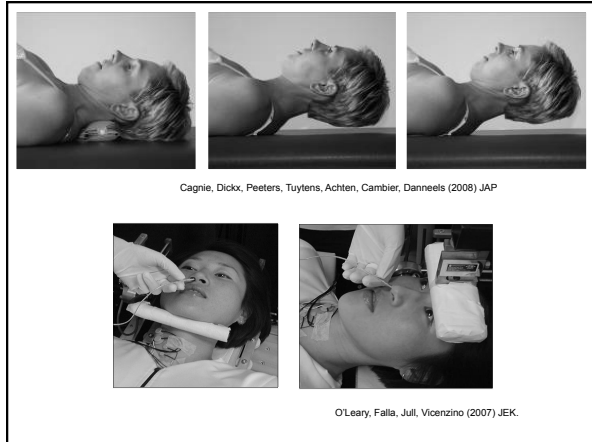 Cagnie, Dickx, Peeters, Tuytens, Achten, Cambier, Danneels (2008) JAP
O'Leary, Falla, Jull, Vicenzino (2007) JEK.